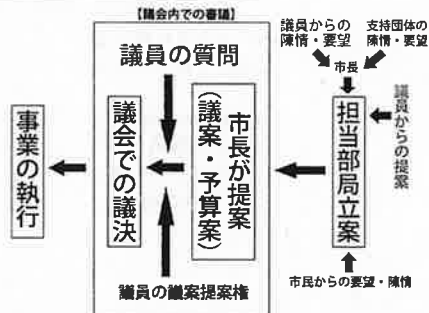 【議会内での審議】
議員からの
陳情・要望
支持団体の
陳情・要望
市長
議員からの提案
担当部局立案
市民からの要望・陳情
議員の質問
市長が提案
（議案・予算案）
議会での議決
議員の議案提案権
事業の執行